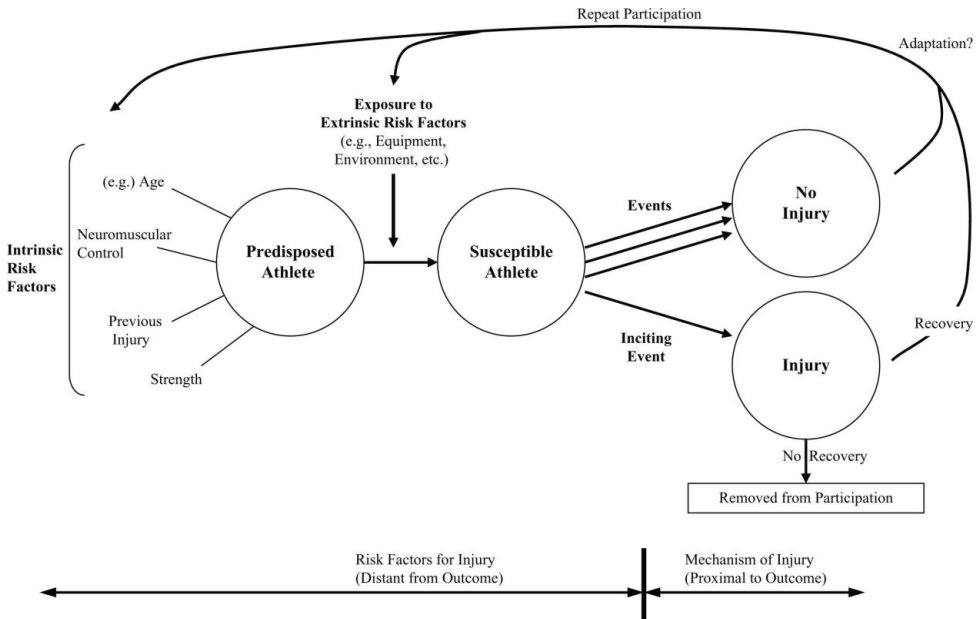 Repeat Participation
Adaptation?
Exposure to
Extrinsic Risk Factors
(e.g., Equipment,
Environment, etc.)
Intrinsic
Risk
Factors
(e.g.) Age
Neuromuscular
Control
Previous
Injury
Strength
Predisposed
Athlete
Susceptible
Athlete
Events
Inciting
Event
No
Injury
Injury
Recovery
No Recovery
Removed from Participation
Risk Factors for Injury
(Distant from Outcome)
Mechanism of Injury
(Proximal to Outcome)